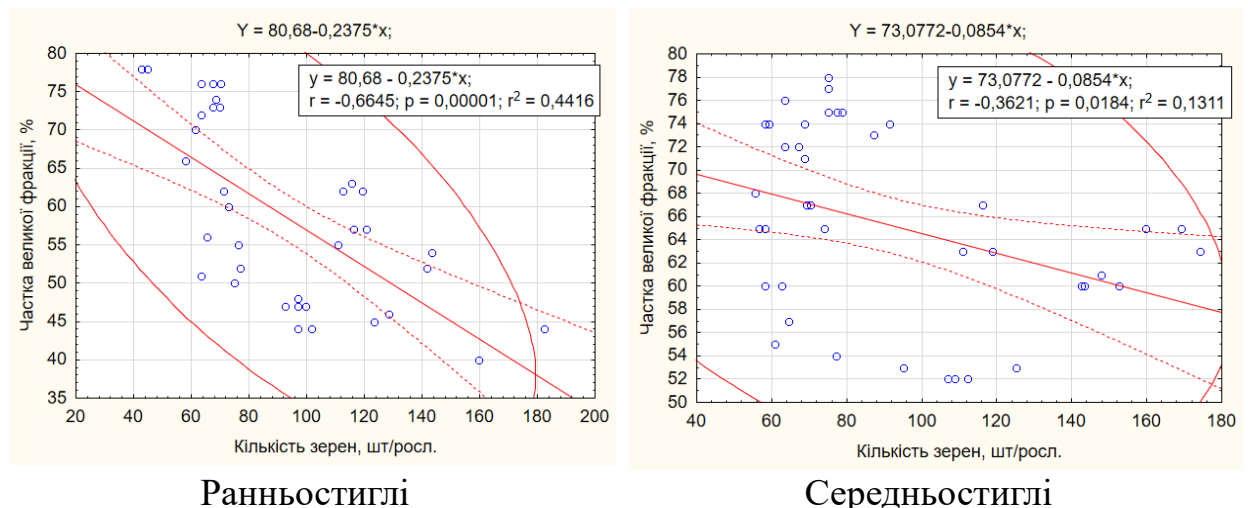 Y = 80,68-0,2375*x;
y = 80,68 - 0,2375*x;
r = -0,6645; p = 0,00001; r² = 0,4416
Частка великої фракції, %
80
75
70
65
60
55
50
45
40
35
20 40 60 80 100 120 140 160 180 200
Кількість зерен, шт/росл.
Ранньостиглі
Y = 73,0772-0,0854*x;
y = 73,0772 - 0,0854*x;
r = -0,3621; p = 0,0184; r² = 0,1311
Частка великої фракції, %
80
78
76
74
72
70
68
66
64
62
60
58
56
54
52
50
40 60 80 100 120 140 160 180
Кількість зерен, шт/росл.
Середньостиглі